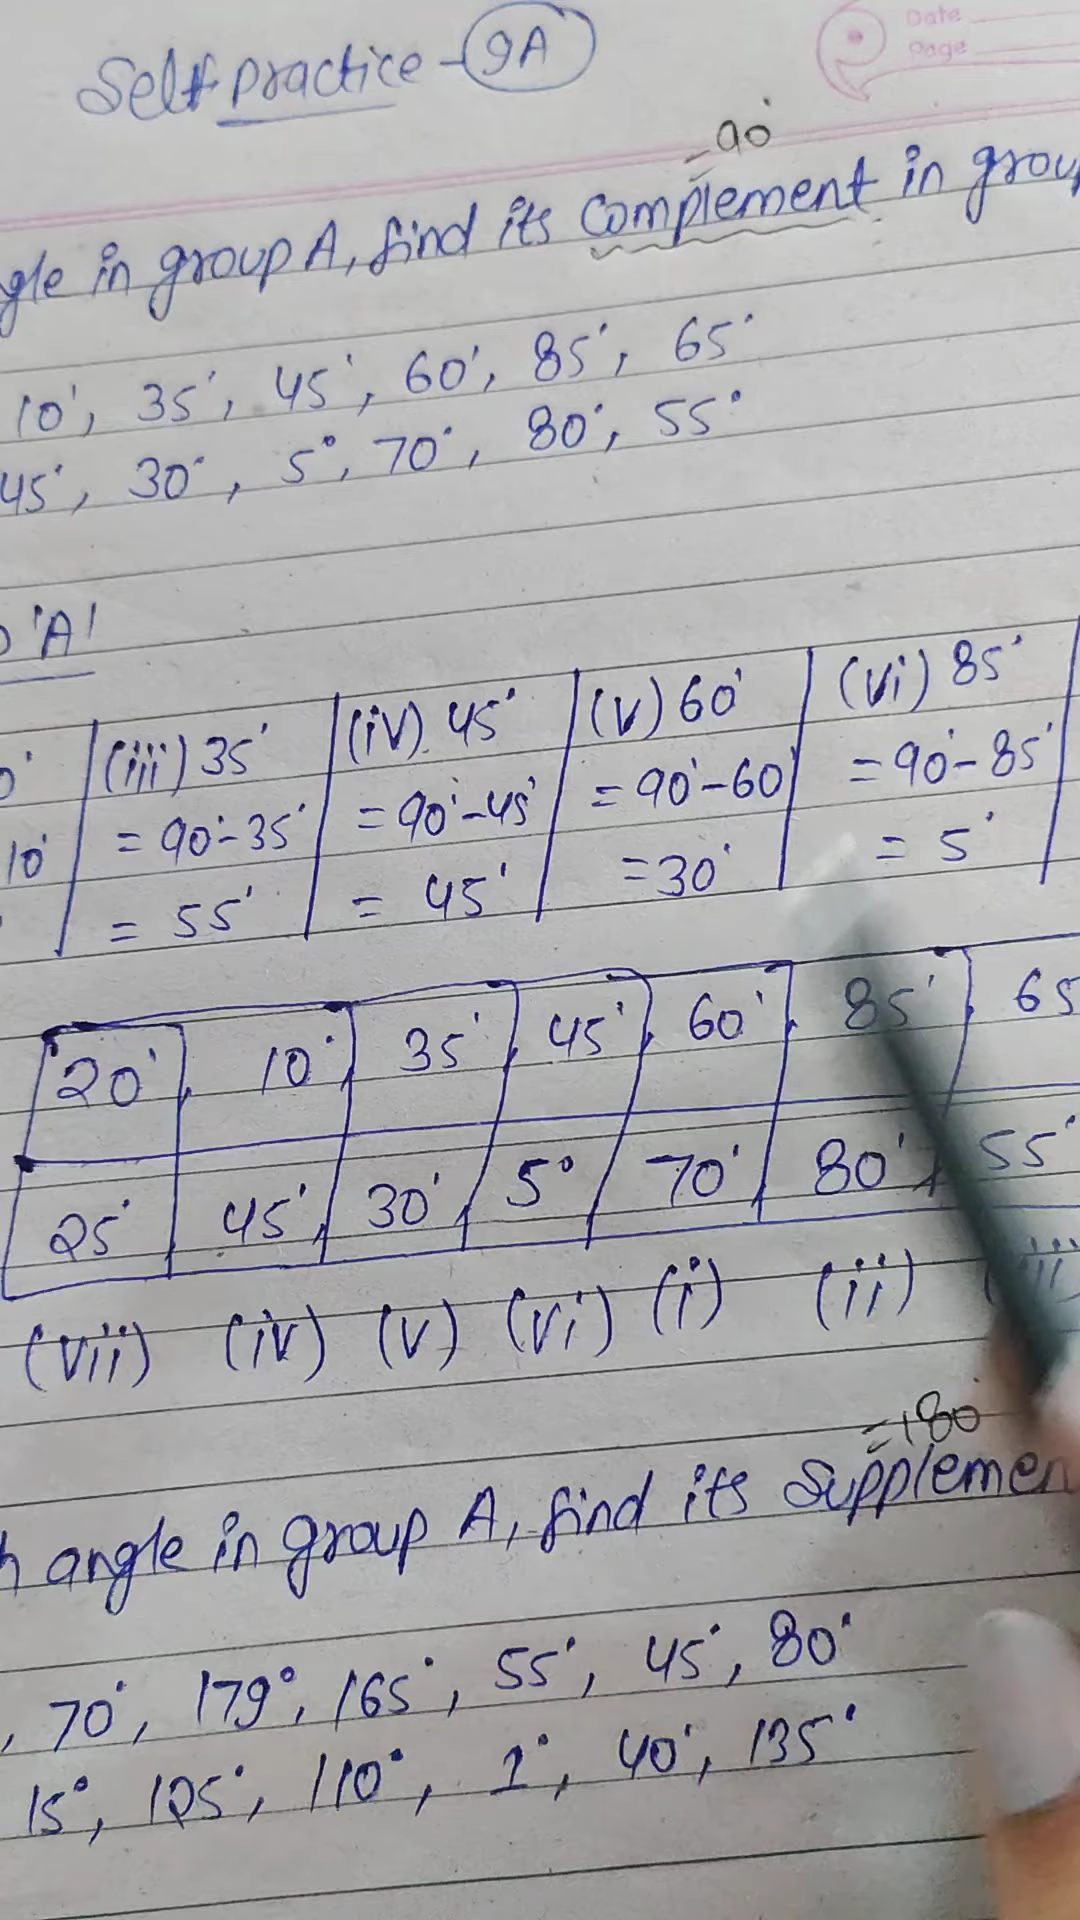 Date
Page
Self practice - 9A
= 90°
gle in group A, find its complement in group
10°, 35°, 45°, 60°, 85°, 65°
45°, 30°, 5°, 70°, 80°, 55°
'A'
(iii) 35° (iv) 45° (v) 60° (vi) 85°
10° = 90°-35° = 90°-45° = 90°-60° = 90°-85°
= 55° = 45° = 30° = 5°
20°, 10°, 35°, 45°, 60°, 85°, 65
25° 45°, 30°, 5° 70°, 80°, 55°
(vii) (iv) (v) (vi) (i) (ii)
= 180°
h angle in group A, find its Supplemen
, 70°, 179°, 165°, 55°, 45°, 80°
15°, 125°, 110°, 1°, 40°, 135°